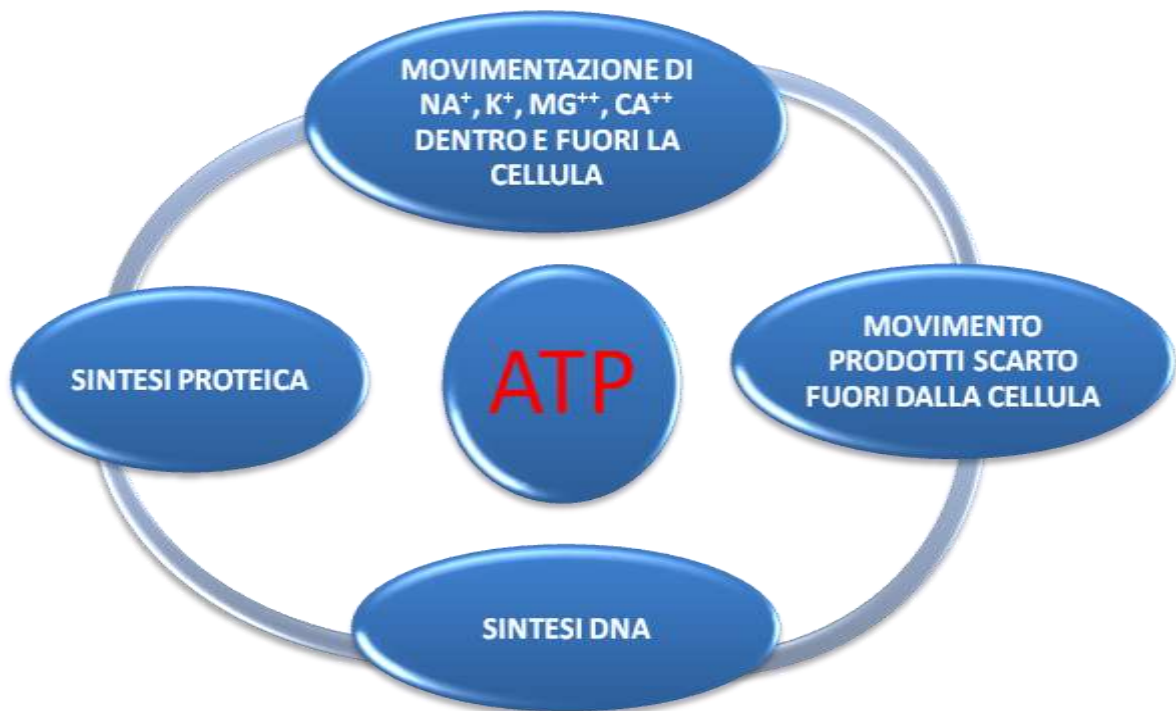 MOVIMENTAZIONE DI
NA⁺, K⁺, MG⁺⁺, CA⁺⁺
DENTRO E FUORI LA
CELLULA
SINTESI PROTEICA
ATP
MOVIMENTO
PRODOTTI SCARTO
FUORI DALLA CELLULA
SINTESI DNA